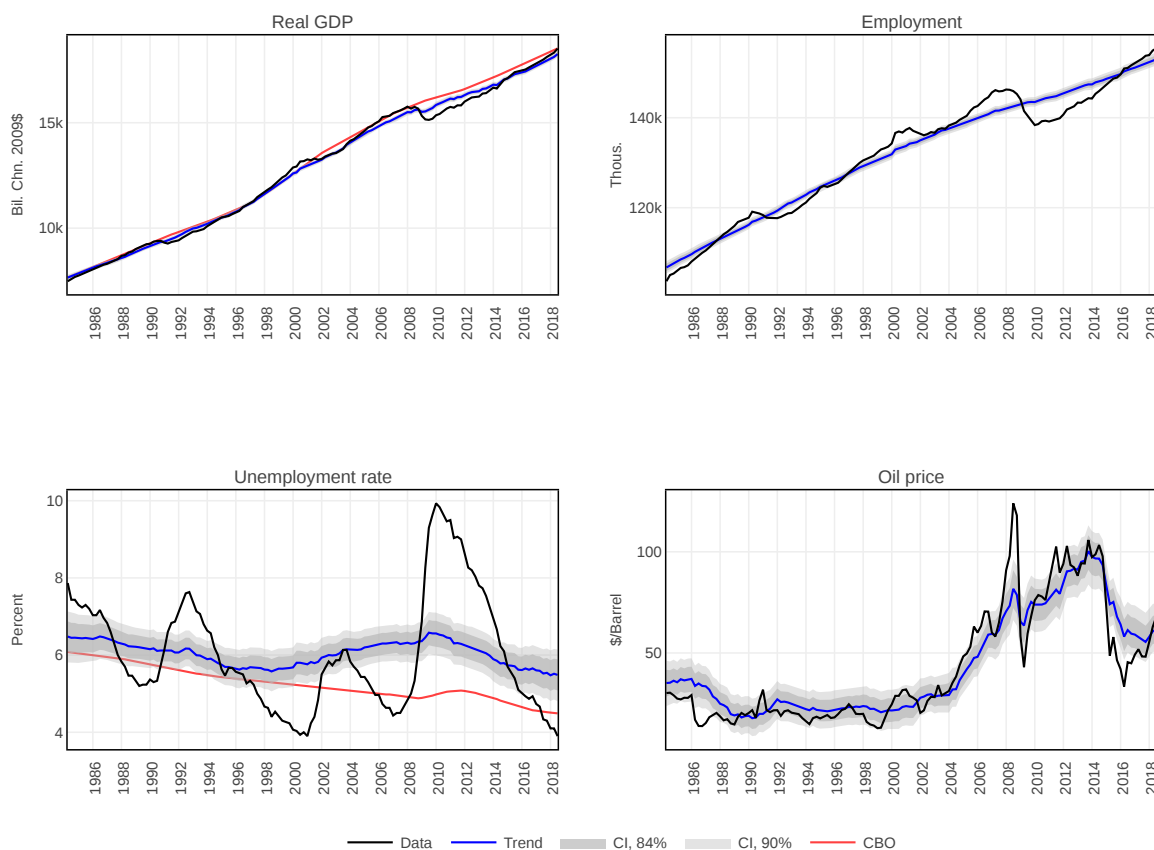 Real GDP
Bil. Chn. 2009$
15k
10k
1986 1988 1990 1992 1994 1996 1998 2000 2002 2004 2006 2008 2010 2012 2014 2016 2018
Employment
Thous.
140k
120k
1986 1988 1990 1992 1994 1996 1998 2000 2002 2004 2006 2008 2010 2012 2014 2016 2018
Unemployment rate
Percent
10
8
6
4
1986 1988 1990 1992 1994 1996 1998 2000 2002 2004 2006 2008 2010 2012 2014 2016 2018
Oil price
$/Barrel
100
50
1986 1988 1990 1992 1994 1996 1998 2000 2002 2004 2006 2008 2010 2012 2014 2016 2018
Data Trend CI, 84% CI, 90% CBO